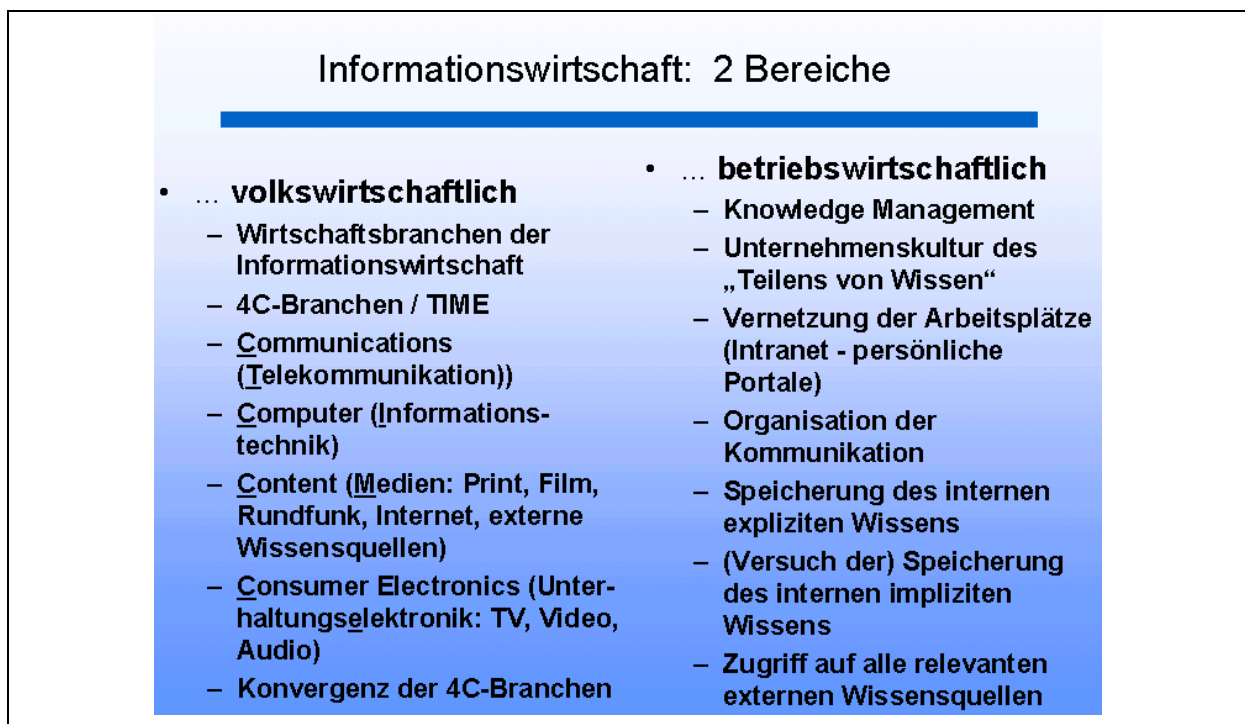 Informationswirtschaft: 2 Bereiche
• ... volkswirtschaftlich
– Wirtschaftsbranchen der
Informationswirtschaft
– 4C-Branchen / TIME
– Communications
(Telekommunikation))
– Computer (Informations-
technik)
– Content (Medien: Print, Film,
Rundfunk, Internet, externe
Wissensquellen)
– Consumer Electronics (Unter-
haltungselektronik: TV, Video,
Audio)
– Konvergenz der 4C-Branchen
• ... betriebswirtschaftlich
– Knowledge Management
– Unternehmenskultur des
„Teilens von Wissen“
– Vernetzung der Arbeitsplätze
(Intranet - persönliche
Portale)
– Organisation der
Kommunikation
– Speicherung des internen
expliziten Wissens
– (Versuch der) Speicherung
des internen impliziten
Wissens
– Zugriff auf alle relevanten
externen Wissensquellen